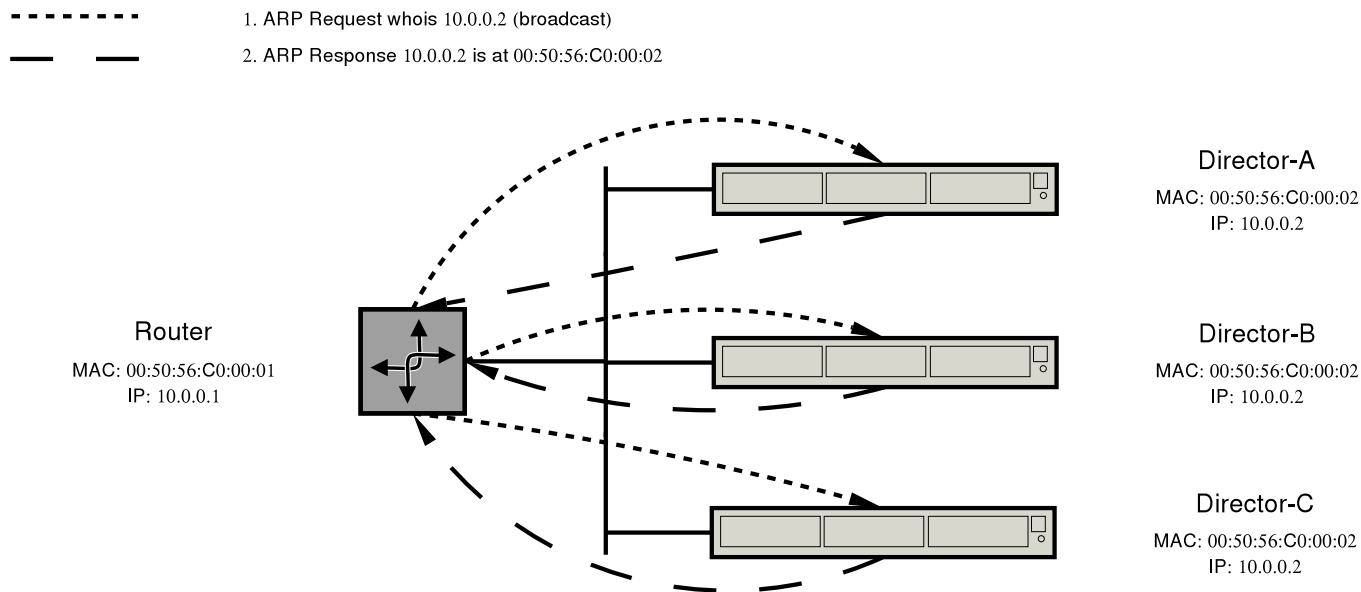 1. ARP Request whois 10.0.0.2 (broadcast)
2. ARP Response 10.0.0.2 is at 00:50:56:C0:00:02
Director-A
MAC: 00:50:56:C0:00:02
IP: 10.0.0.2
Router
MAC: 00:50:56:C0:00:01
IP: 10.0.0.1
Director-B
MAC: 00:50:56:C0:00:02
IP: 10.0.0.2
Director-C
MAC: 00:50:56:C0:00:02
IP: 10.0.0.2